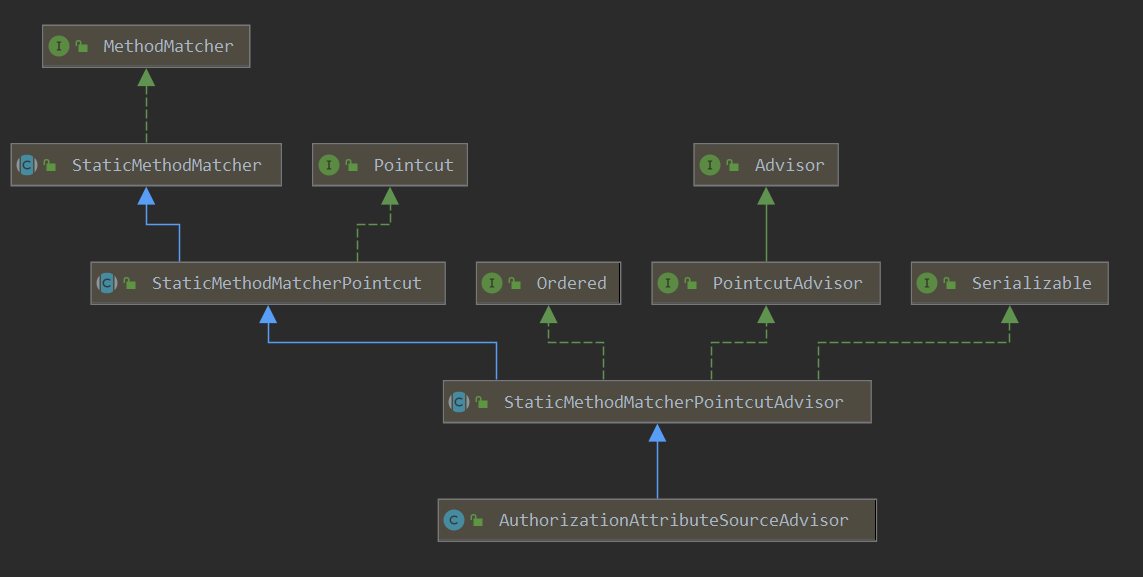 I MethodMatcher
C StaticMethodMatcher
I Pointcut
I Advisor
C StaticMethodMatcherPointcut
I Ordered
I PointcutAdvisor
I Serializable
C StaticMethodMatcherPointcutAdvisor
C AuthorizationAttributeSourceAdvisor